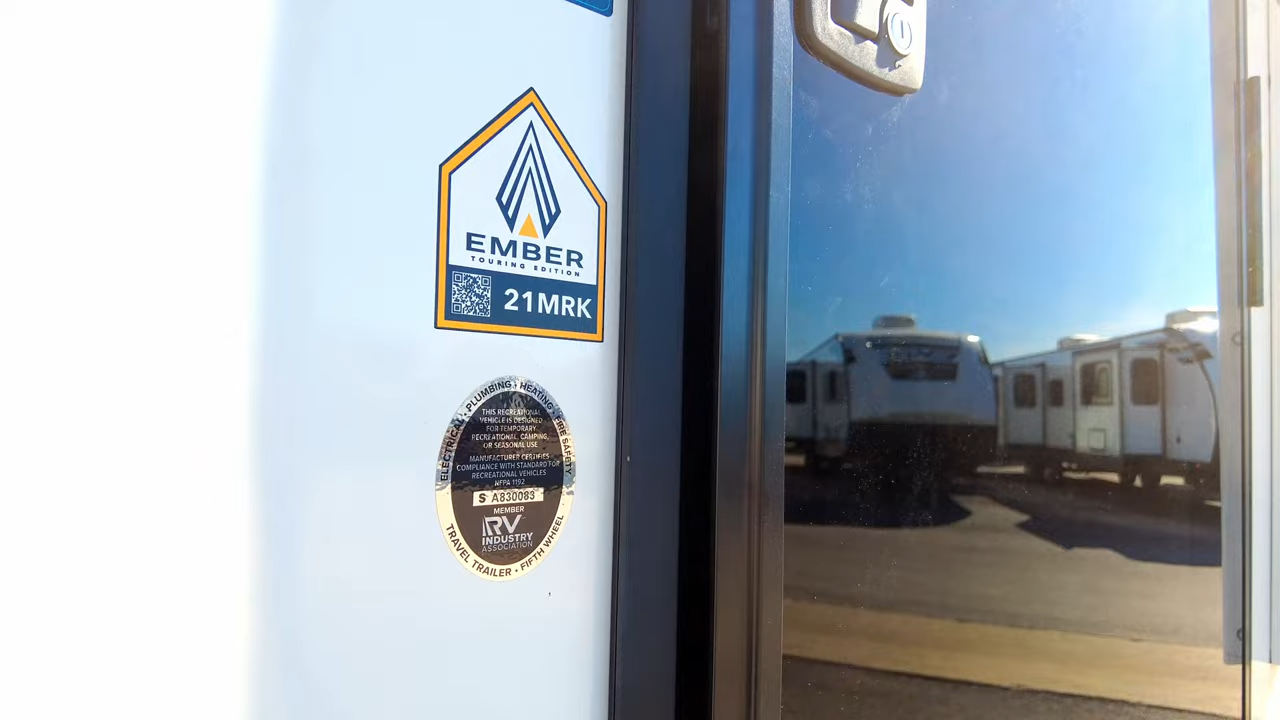 EMBER
TOURING EDITION
21MRK
ELECTRICAL • PLUMBING • HEATING • FIRE SAFETY
THIS RECREATIONAL
VEHICLE IS DESIGNED
FOR TEMPORARY
RECREATIONAL, CAMPING,
OR SEASONAL USE
MANUFACTURER CERTIFIES
COMPLIANCE WITH STANDARD FOR
RECREATIONAL VEHICLES
NFPA 1192
S A830083
MEMBER
RV
INDUSTRY
ASSOCIATION
TRAVEL TRAILER • FIFTH WHEEL